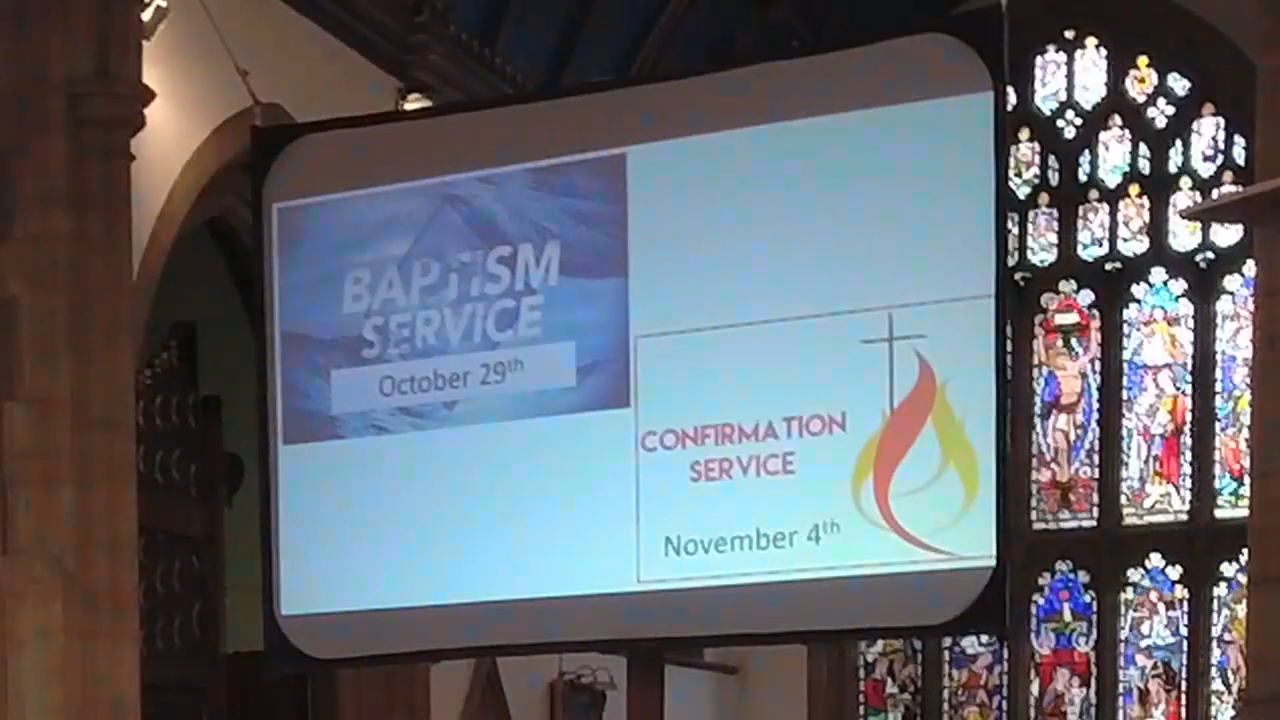 BAPTISM
SERVICE
October 29th
CONFIRMATION
SERVICE
November 4th